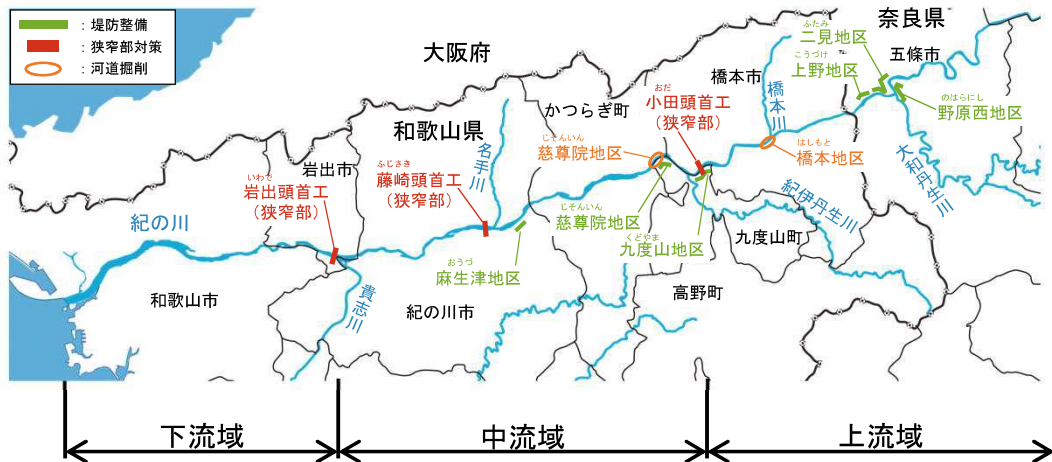 ：堤防整備
：狭窄部対策
：河道掘削
大阪府
奈良県
和歌山県
五條市
橋本市
かつらぎ町
岩出市
和歌山市
紀の川市
九度山町
高野町
紀の川
貴志川
名手川
橋本川
紀伊丹生川
大和丹生川
いわで
岩出頭首工
（狭窄部）
ふじさき
藤崎頭首工
（狭窄部）
おだ
小田頭首工
（狭窄部）
おうづ
麻生津地区
じそんいん
慈尊院地区
じそんいん
慈尊院地区
くどやま
九度山地区
はしもと
橋本地区
こうづけ
上野地区
ふたみ
二見地区
のはらにし
野原西地区
下流域
中流域
上流域